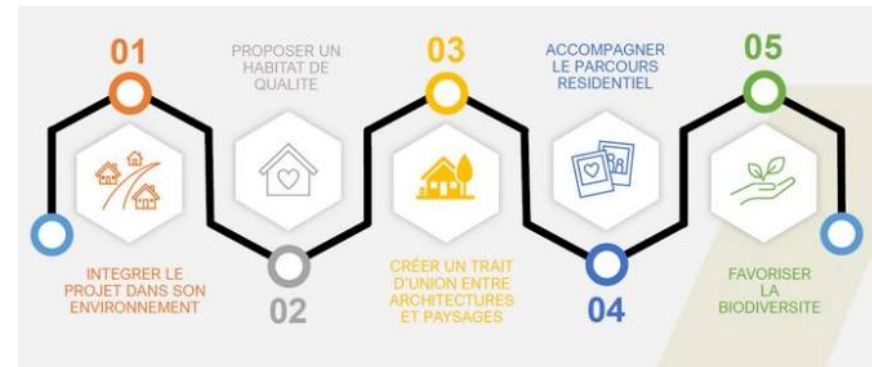 01
INTEGRER LE
PROJET DANS SON
ENVIRONNEMENT
PROPOSER UN
HABITAT DE
QUALITE
02
03
CRÉER UN TRAIT
D'UNION ENTRE
ARCHITECTURES
ET PAYSAGES
ACCOMPAGNER
LE PARCOURS
RESIDENTIEL
04
05
FAVORISER
LA
BIODIVERSITE